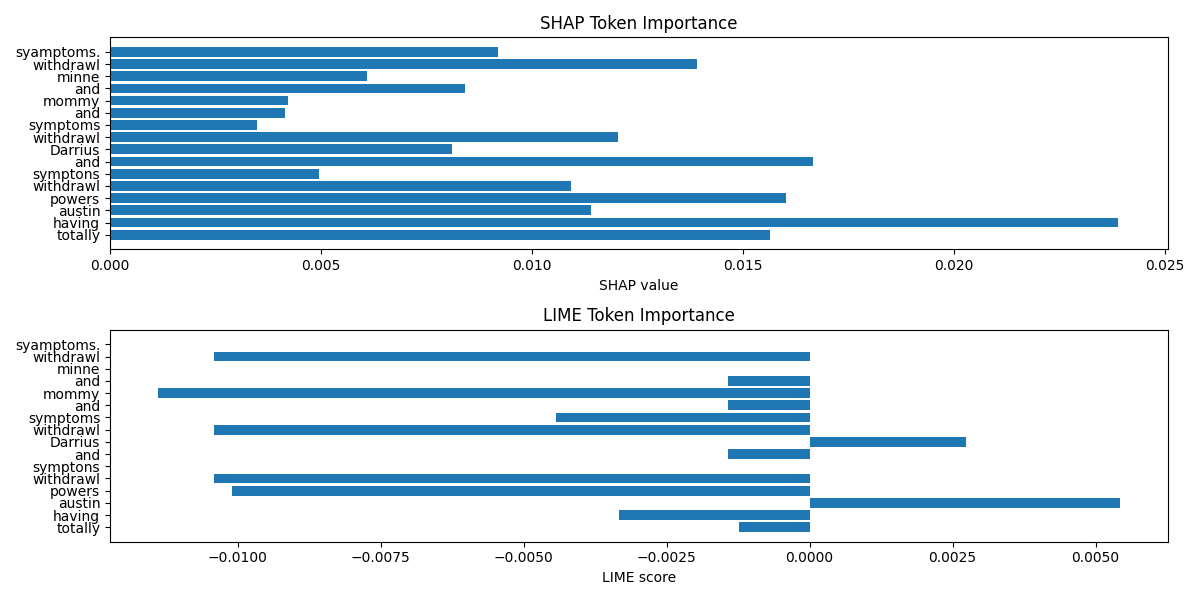 SHAP Token Importance
syamptoms.
withdrawl
minne
and
mommy
and
symptoms
withdrawl
Darrius
and
symptons
withdrawl
powers
austin
having
totally
0.000 0.005 0.010 0.015 0.020 0.025
SHAP value
LIME Token Importance
syamptoms.
withdrawl
minne
and
mommy
and
symptoms
withdrawl
Darrius
and
symptons
withdrawl
powers
austin
having
totally
−0.0100 −0.0075 −0.0050 −0.0025 0.0000 0.0025 0.0050
LIME score